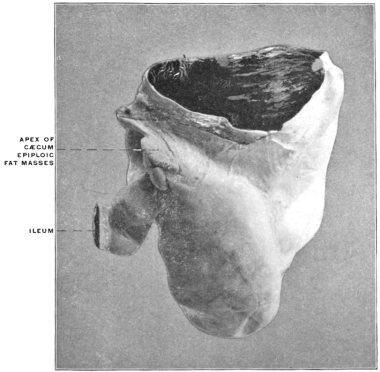 APEX OF
CÆCUM
EPIPLOIC
FAT MASSES
ILEUM